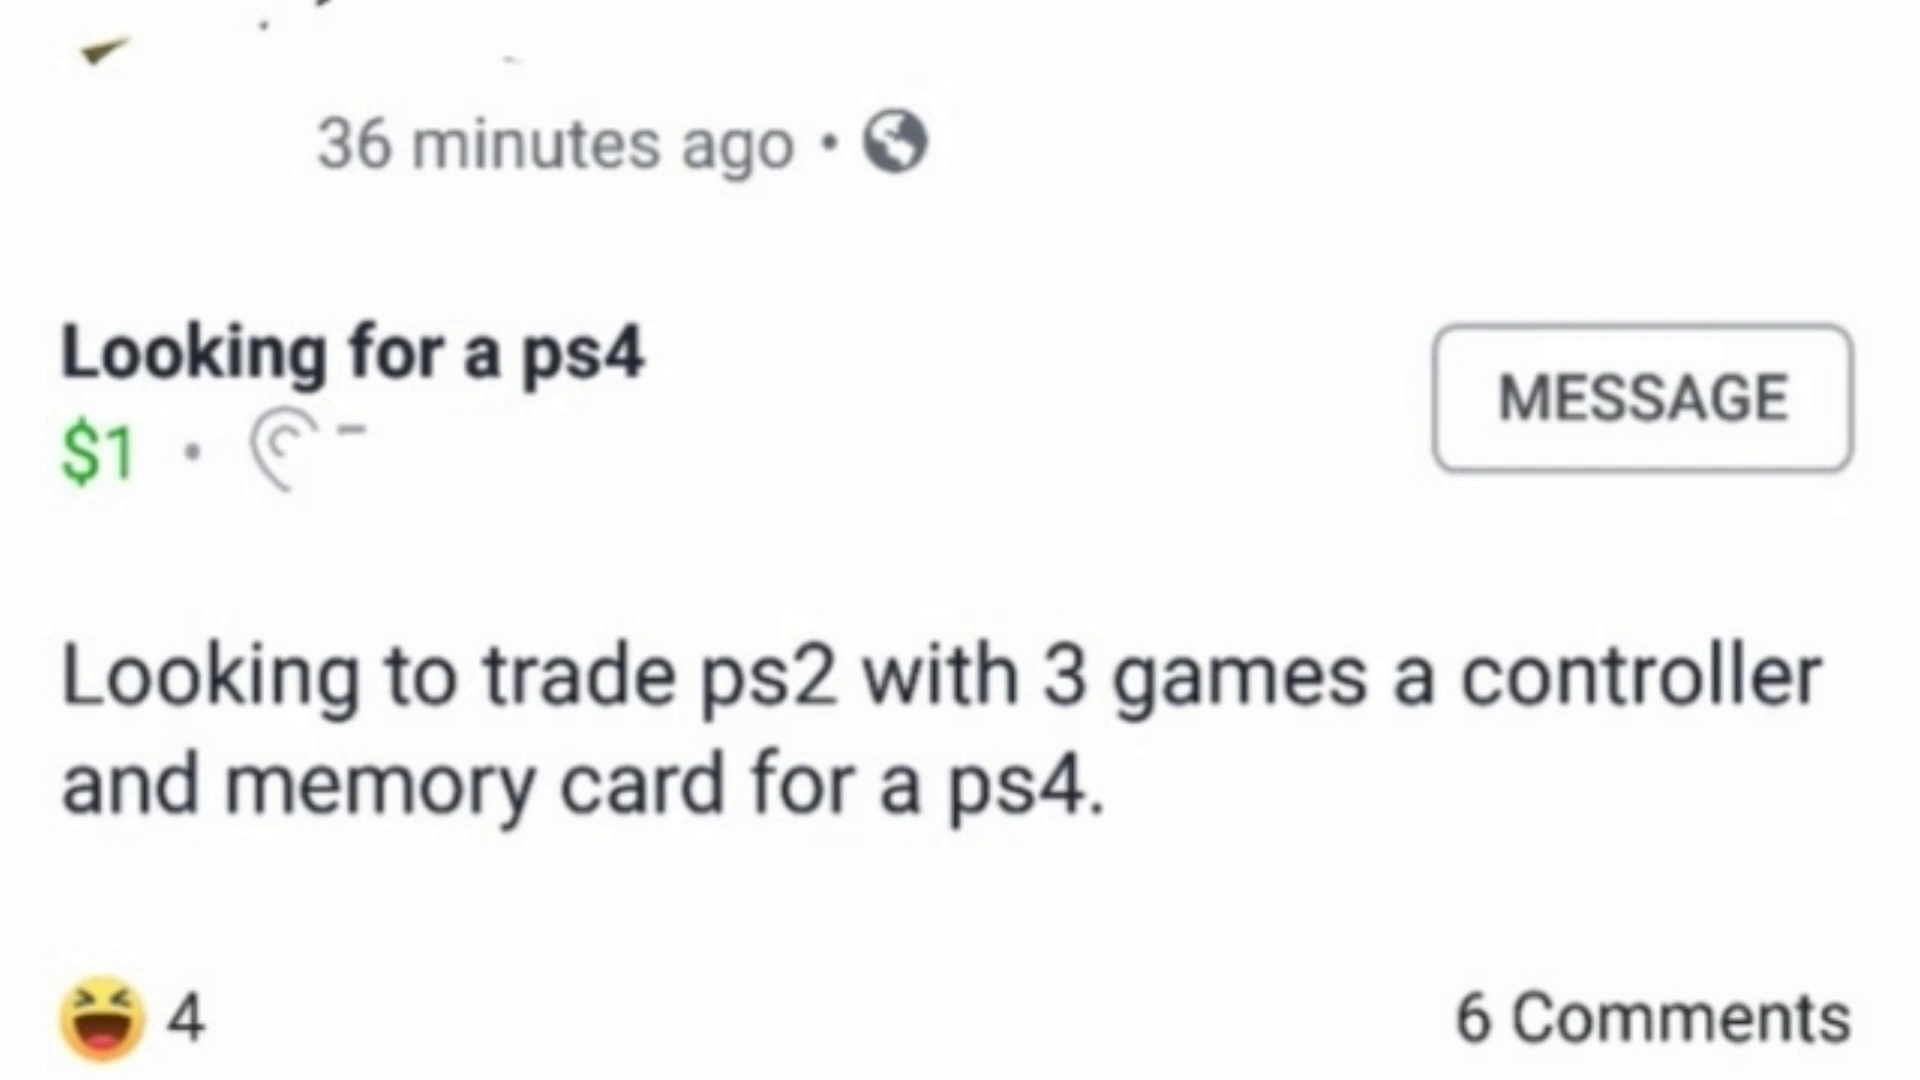 36 minutes ago •
Looking for a ps4
MESSAGE
$1 • -
Looking to trade ps2 with 3 games a controller
and memory card for a ps4.
4
6 Comments